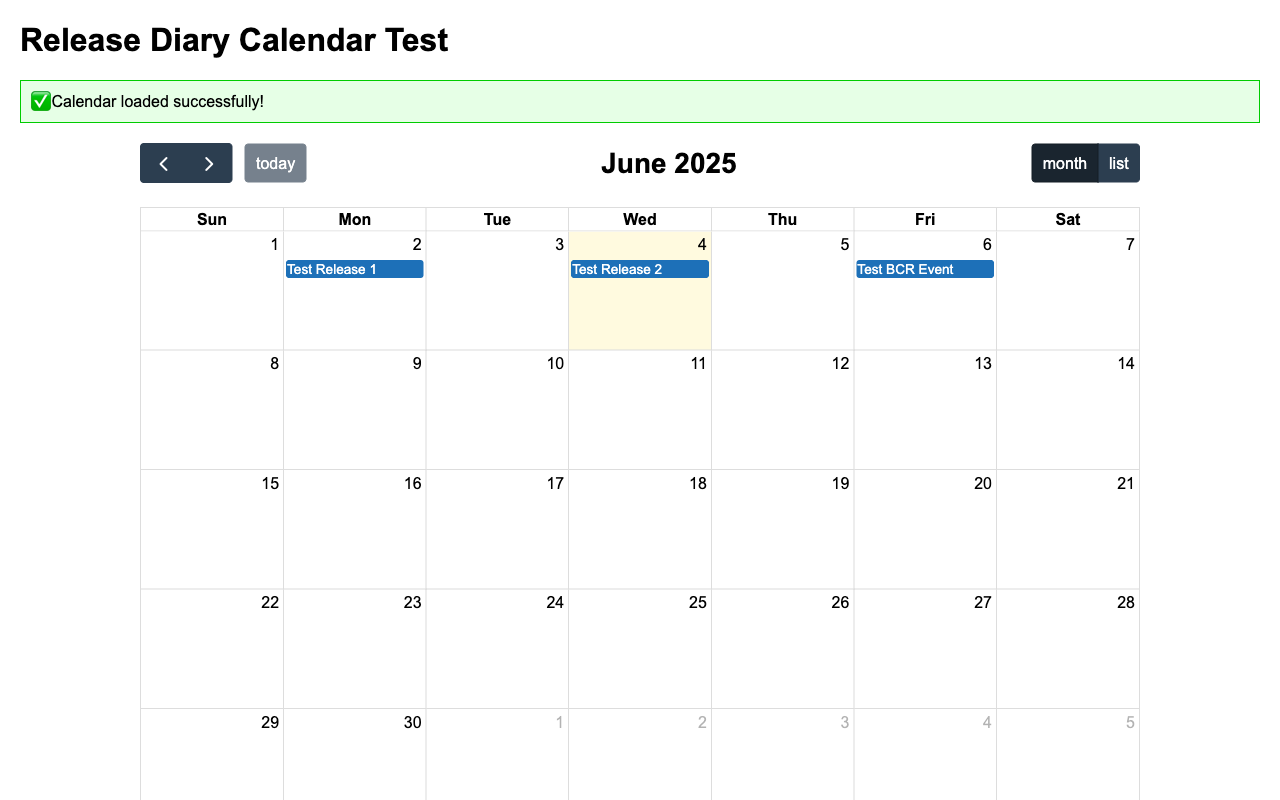 Release Diary Calendar Test
✅Calendar loaded successfully!
today June 2025 month list
Sun Mon Tue Wed Thu Fri Sat
1 2 3 4 5 6 7
Test Release 1 Test Release 2 Test BCR Event
8 9 10 11 12 13 14
15 16 17 18 19 20 21
22 23 24 25 26 27 28
29 30 1 2 3 4 5